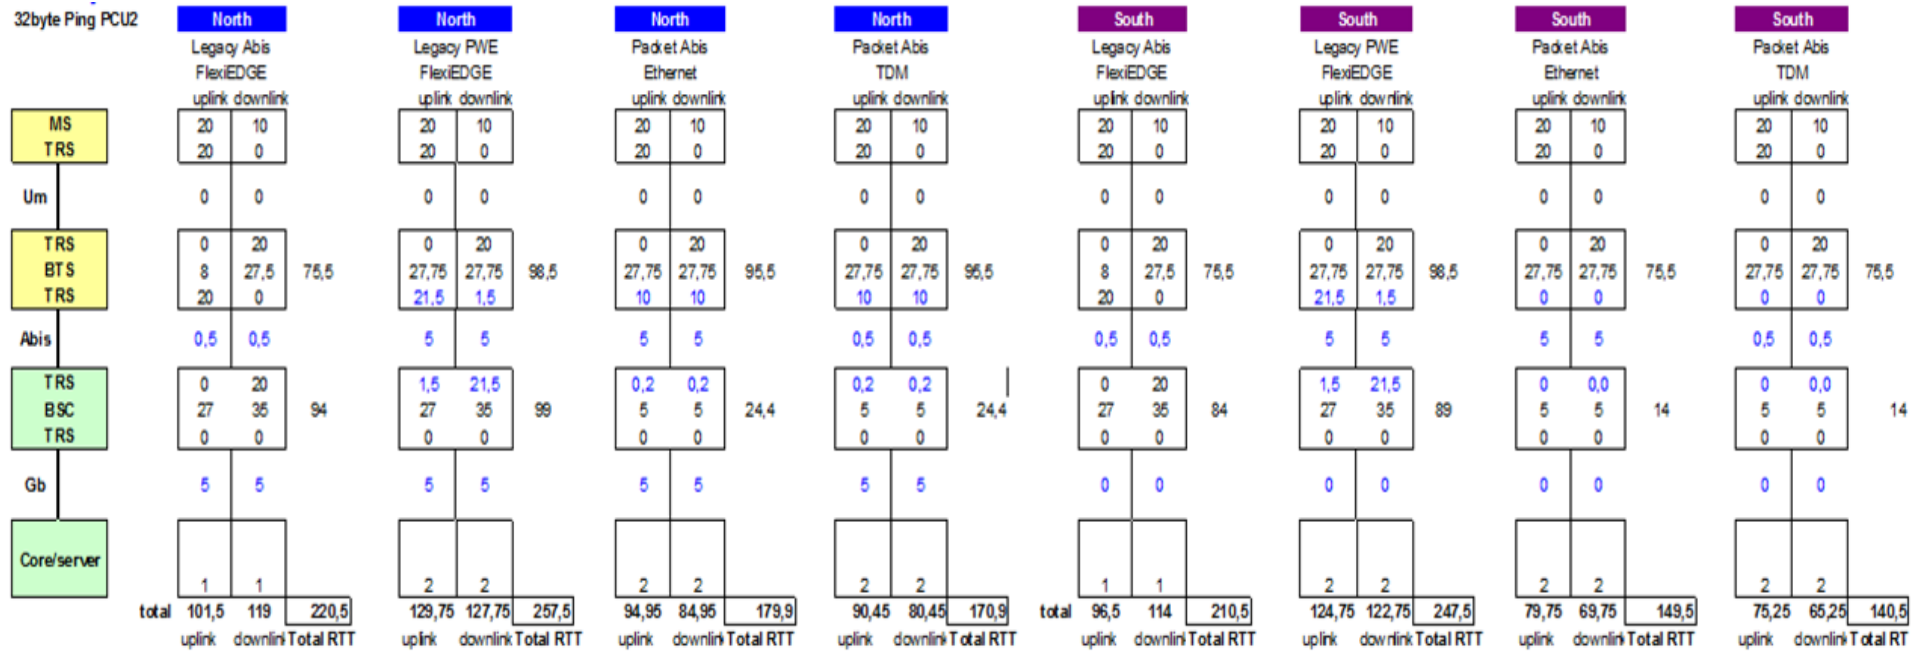 32byte Ping PCU2 North North North North South South South South
Legacy Abis Legacy PWE Packet Abis Packet Abis Legacy Abis Legacy PWE Packet Abis Packet Abis
FlexiEDGE FlexiEDGE Ethernet TDM FlexiEDGE FlexiEDGE Ethernet TDM
uplink downlink uplink downlink uplink downlink uplink downlink uplink downlink uplink downlink uplink downlink uplink downlink
MS 20 10 20 10 20 10 20 10 20 10 20 10 20 10 20 10
TRS 20 0 20 0 20 0 20 0 20 0 20 0 20 0 20 0
Um 0 0 0 0 0 0 0 0 0 0 0 0 0 0 0 0
TRS 0 20 0 20 0 20 0 20 0 20 0 20 0 20 0 20
BTS 8 27,5 75,5 27,75 27,75 98,5 27,75 27,75 95,5 27,75 27,75 95,5 8 27,5 75,5 27,75 27,75 98,5 27,75 27,75 75,5 27,75 27,75 75,5
TRS 20 0 21,5 1,5 10 10 10 10 20 0 21,5 1,5 0 0 0 0
Abis 0,5 0,5 5 5 5 5 0,5 0,5 0,5 0,5 5 5 5 5 0,5 0,5
TRS 0 20 1,5 21,5 0,2 0,2 0,2 0,2 0 20 1,5 21,5 0 0,0 0 0,0
BSC 27 35 94 27 35 99 5 5 24,4 5 5 24,4 27 35 84 27 35 89 5 5 14 5 5 14
TRS 0 0 0 0 0 0 0 0 0 0 0 0 0 0 0 0
Gb 5 5 5 5 5 5 5 5 0 0 0 0 0 0 0 0
Core/server
1 1 2 2 2 2 2 2 1 1 2 2 2 2 2 2
total 101,5 119 220,5 129,75 127,75 257,5 94,95 84,95 179,9 90,45 80,45 170,9 total 96,5 114 210,5 124,75 122,75 247,5 79,75 69,75 149,5 75,25 65,25 140,5
uplink downlink Total RTT uplink downlink Total RTT uplink downlink Total RTT uplink downlink Total RTT uplink downlink Total RTT uplink downlink Total RTT uplink downlink Total RTT uplink downlink Total RT